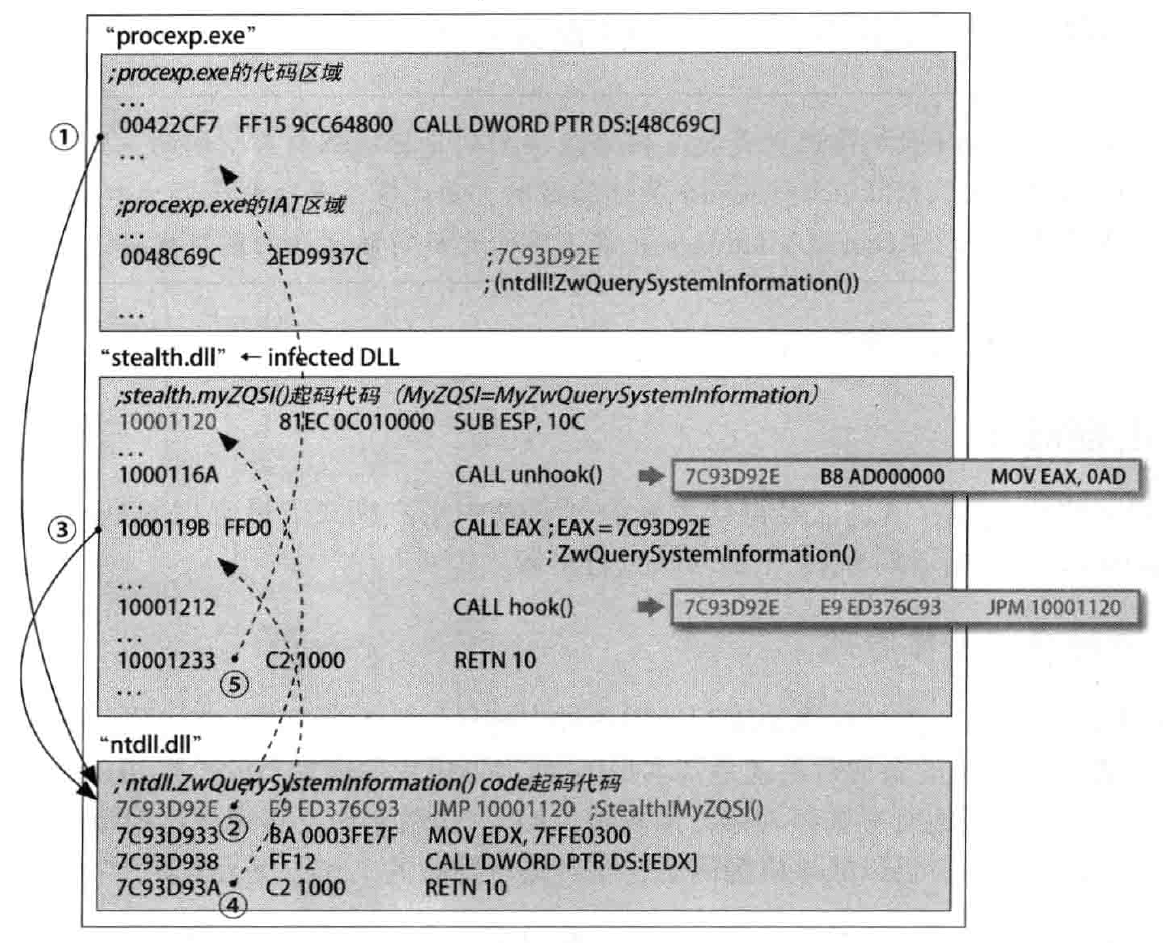 “procexp.exe”
;procexp.exe的代码区域
...
① 00422CF7 FF15 9CC64800 CALL DWORD PTR DS:[48C69C]
...
;procexp.exe的IAT区域
...
0048C69C 2ED9937C ;7C93D92E
;(ntdll!ZwQuerySystemInformation())
...
“stealth.dll” ← infected DLL
;stealth.myZQSI()起码代码（MyZQSI=MyZwQuerySystemInformation）
10001120 81EC 0C010000 SUB ESP, 10C
...
1000116A CALL unhook() 7C93D92E B8 AD000000 MOV EAX, 0AD
...
③ 1000119B FFD0 CALL EAX ; EAX = 7C93D92E
; ZwQuerySystemInformation()
...
10001212 CALL hook() 7C93D92E E9 ED376C93 JPM 10001120
...
10001233 C2 1000 RETN 10
⑤
...
“ntdll.dll”
; ntdll.ZwQuerySystemInformation() code起码代码
7C93D92E E9 ED376C93 JMP 10001120 ;Stealth!MyZQSI()
7C93D933 ② BA 0003FE7F MOV EDX, 7FFE0300
7C93D938 FF12 CALL DWORD PTR DS:[EDX]
7C93D93A C2 1000 RETN 10
④